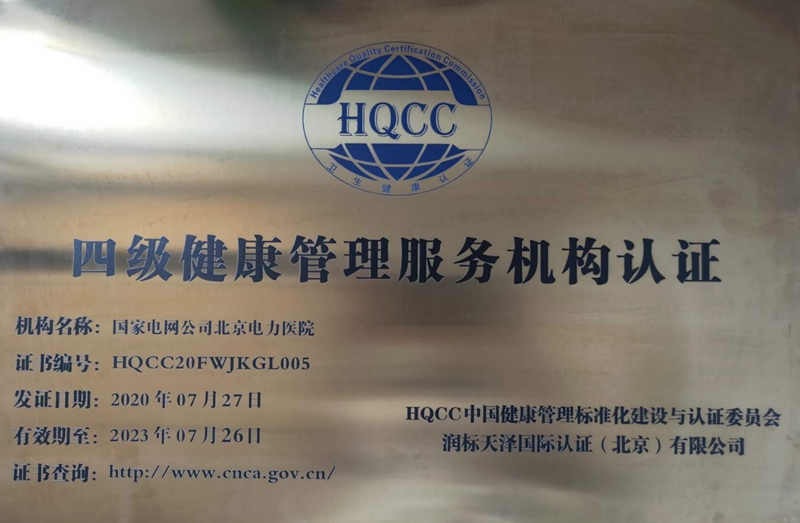 Healthcare Quality Certification Commission
HQCC
卫生健康认证
四级健康管理服务机构认证
机构名称：国家电网公司北京电力医院
证书编号：HQCC20FWJKGL005
发证日期：2020年07月27日
有效期至：2023年07月26日
证书查询：http://www.cnca.gov.cn/
HQCC中国健康管理标准化建设与认证委员会
润标天泽国际认证（北京）有限公司